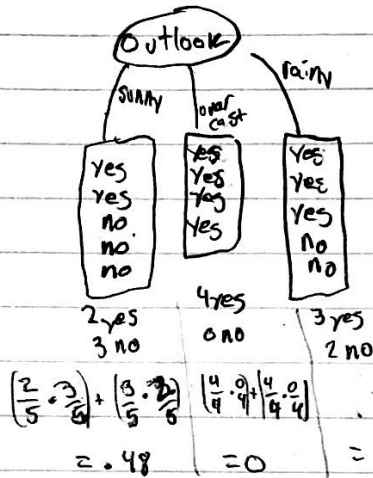 Outlook
sunny
over
cast
rainy
yes
yes
no
no
no
yes
yes
yes
yes
yes
yes
yes
no
no
2 yes
3 no
4 yes
0 no
3 yes
2 no
(2/5 · 3/5) + (3/5 · 2/5)
= .48
(4/4 · 0/4) + (4/4 · 0/4)
= 0
=